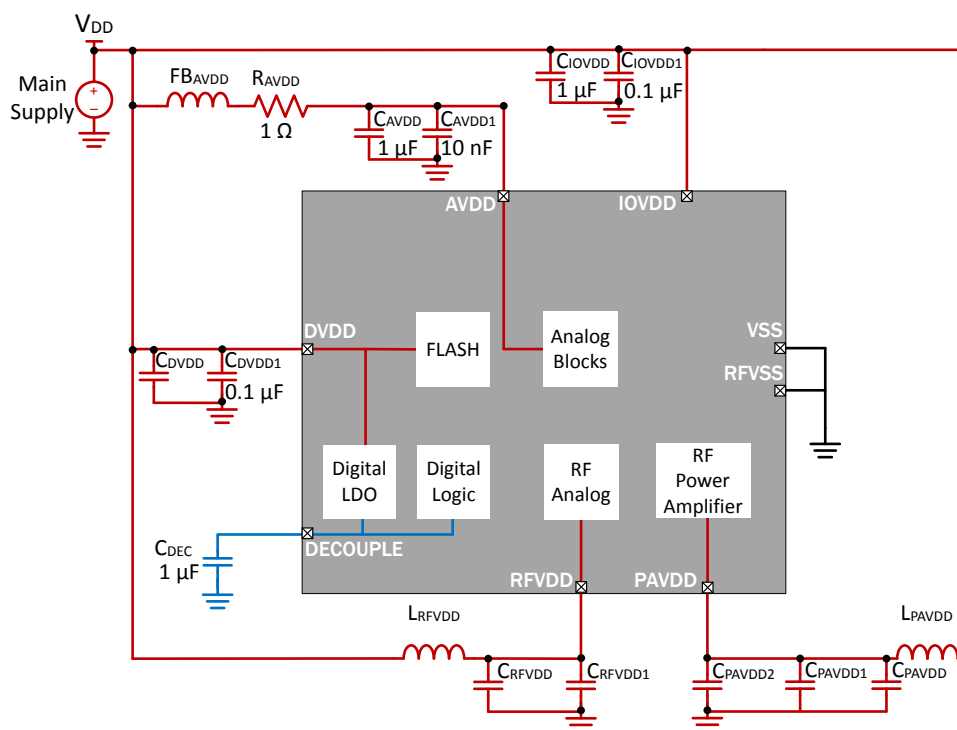 VDD
Main
Supply
+
−
FBAVDD
RAVDD
1 Ω
CAVDD
1 µF
CAVDD1
10 nF
CIOVDD
1 µF
CIOVDD1
0.1 µF
AVDD
IOVDD
DVDD
FLASH
Analog
Blocks
VSS
RFVSS
CDVDD
CDVDD1
0.1 µF
Digital
LDO
Digital
Logic
RF
Analog
RF
Power
Amplifier
DECOUPLE
CDEC
1 µF
RFVDD
PAVDD
LRFVDD
LPAVDD
CRFVDD
CRFVDD1
CPAVDD2
CPAVDD1
CPAVDD